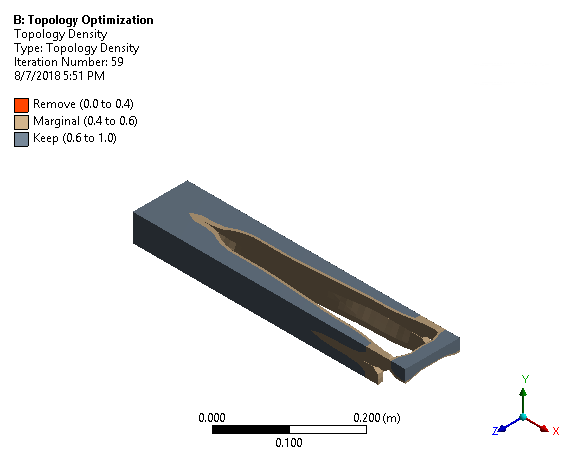 B: Topology Optimization
Topology Density
Type: Topology Density
Iteration Number: 59
8/7/2018 5:51 PM
Remove (0.0 to 0.4)
Marginal (0.4 to 0.6)
Keep (0.6 to 1.0)
0.000 0.200 (m)
0.100
Y
Z X